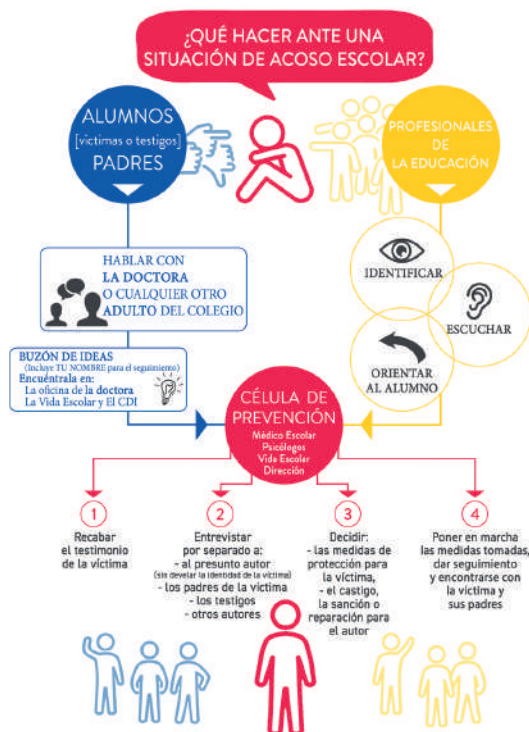 ¿QUÉ HACER ANTE UNA
SITUACIÓN DE ACOSO ESCOLAR?
ALUMNOS
[víctimas o testigos]
PADRES
PROFESIONALES
DE
LA EDUCACIÓN
HABLAR CON
LA DOCTORA
O CUALQUIER OTRO
ADULTO DEL COLEGIO
BUZÓN DE IDEAS
(Incluye TU NOMBRE para el seguimiento)
Encuéntrala en:
La oficina de la doctora
La Vida Escolar y El CDI
IDENTIFICAR
ESCUCHAR
ORIENTAR
AL ALUMNO
CÉLULA DE
PREVENCIÓN
Médico Escolar
Psicólogos
Vida Escolar
Dirección
1
Recabar
el testimonio
de la víctima
2
Entrevistar
por separado a:
- al presunto autor
(sin develar la identidad de la víctima)
- los padres de la víctima
- los testigos
- otros autores
3
Decidir:
- las medidas de
protección para
la víctima,
- el castigo,
la sanción o
reparación para
el autor
4
Poner en marcha
las medidas tomadas,
dar seguimiento
y encontrarse con
la víctima y
sus padres